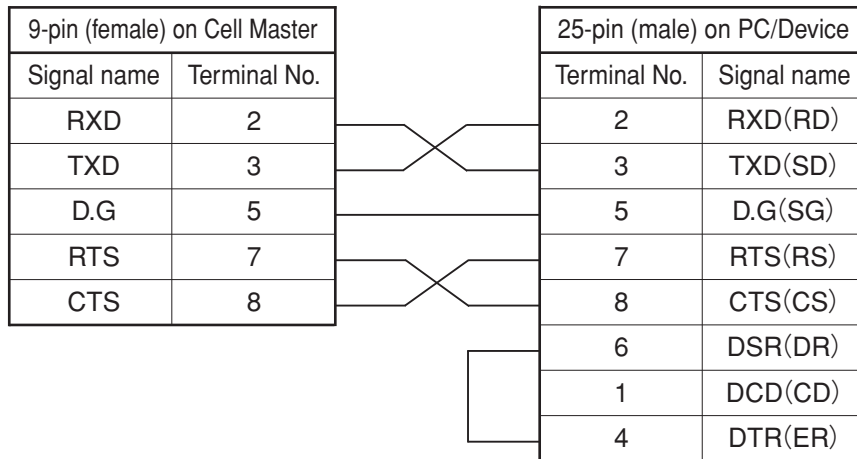 9-pin (female) on Cell Master
Signal name Terminal No.
RXD 2
TXD 3
D.G 5
RTS 7
CTS 8
25-pin (male) on PC/Device
Terminal No. Signal name
2 RXD(RD)
3 TXD(SD)
5 D.G(SG)
7 RTS(RS)
8 CTS(CS)
6 DSR(DR)
1 DCD(CD)
4 DTR(ER)